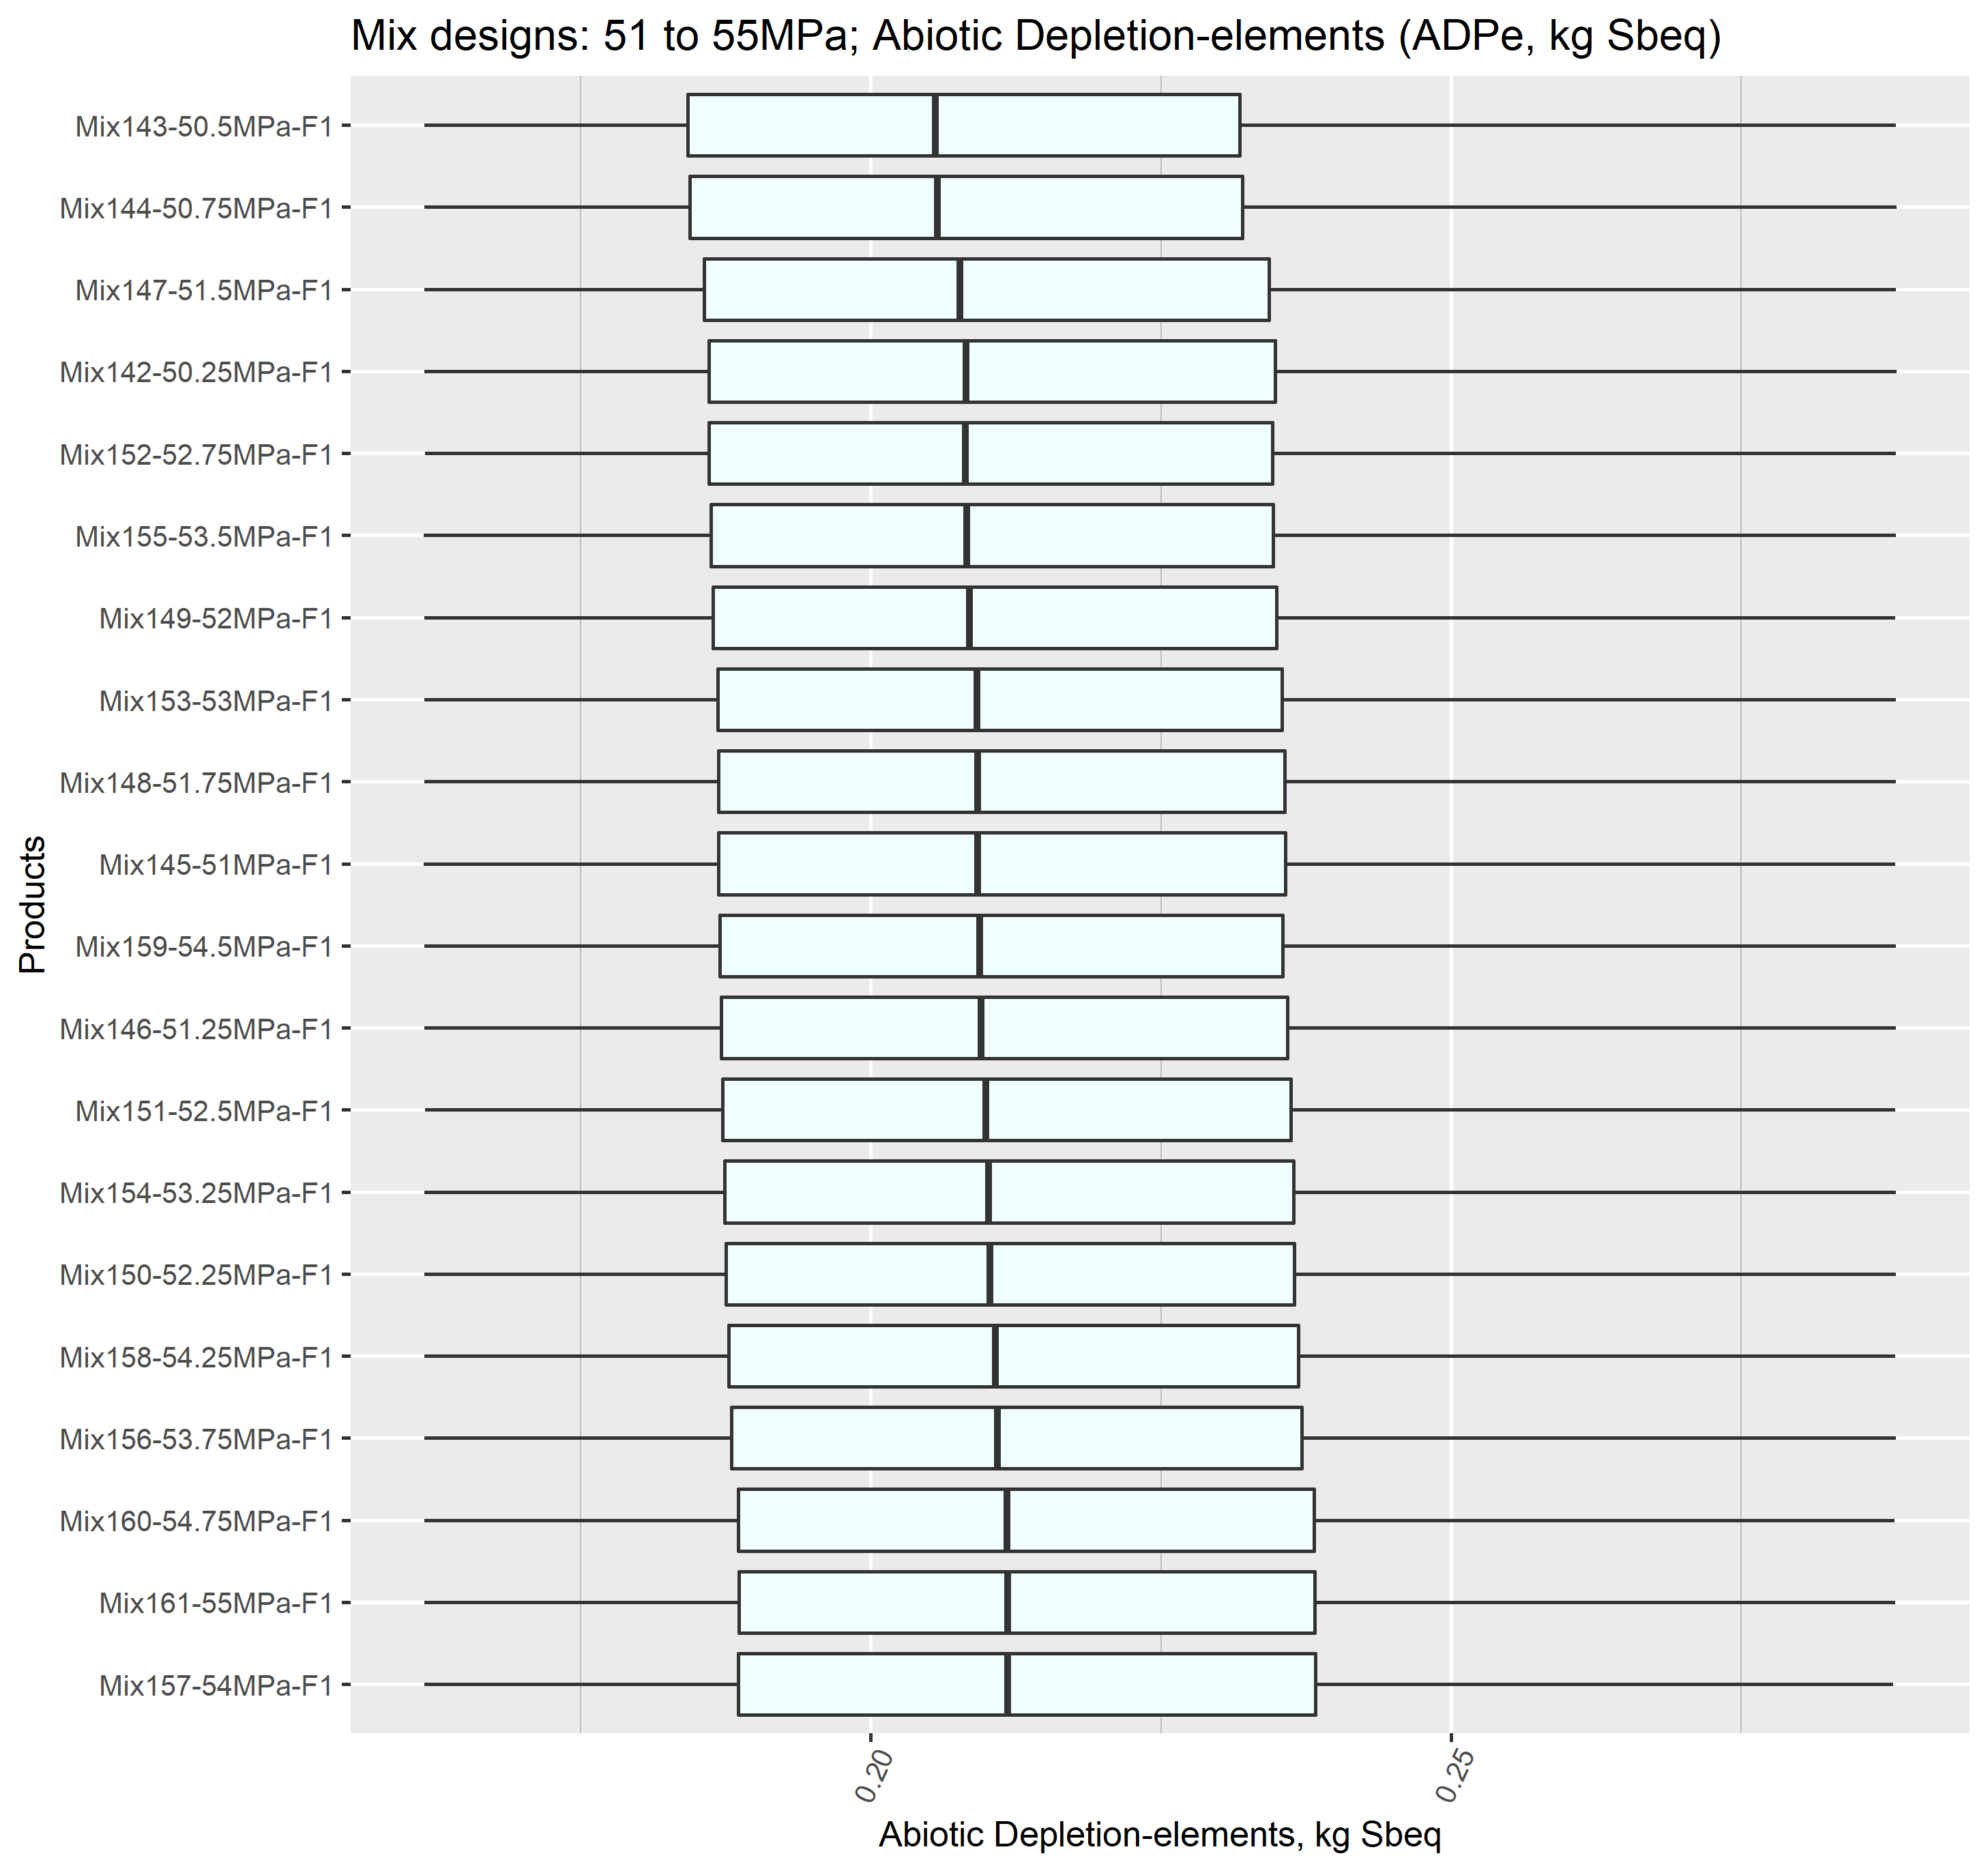 Mix designs: 51 to 55MPa; Abiotic Depletion-elements (ADPe, kg Sbeq)
Products
Mix143-50.5MPa-F1
Mix144-50.75MPa-F1
Mix147-51.5MPa-F1
Mix142-50.25MPa-F1
Mix152-52.75MPa-F1
Mix155-53.5MPa-F1
Mix149-52MPa-F1
Mix153-53MPa-F1
Mix148-51.75MPa-F1
Mix145-51MPa-F1
Mix159-54.5MPa-F1
Mix146-51.25MPa-F1
Mix151-52.5MPa-F1
Mix154-53.25MPa-F1
Mix150-52.25MPa-F1
Mix158-54.25MPa-F1
Mix156-53.75MPa-F1
Mix160-54.75MPa-F1
Mix161-55MPa-F1
Mix157-54MPa-F1
0.20
0.25
Abiotic Depletion-elements, kg Sbeq